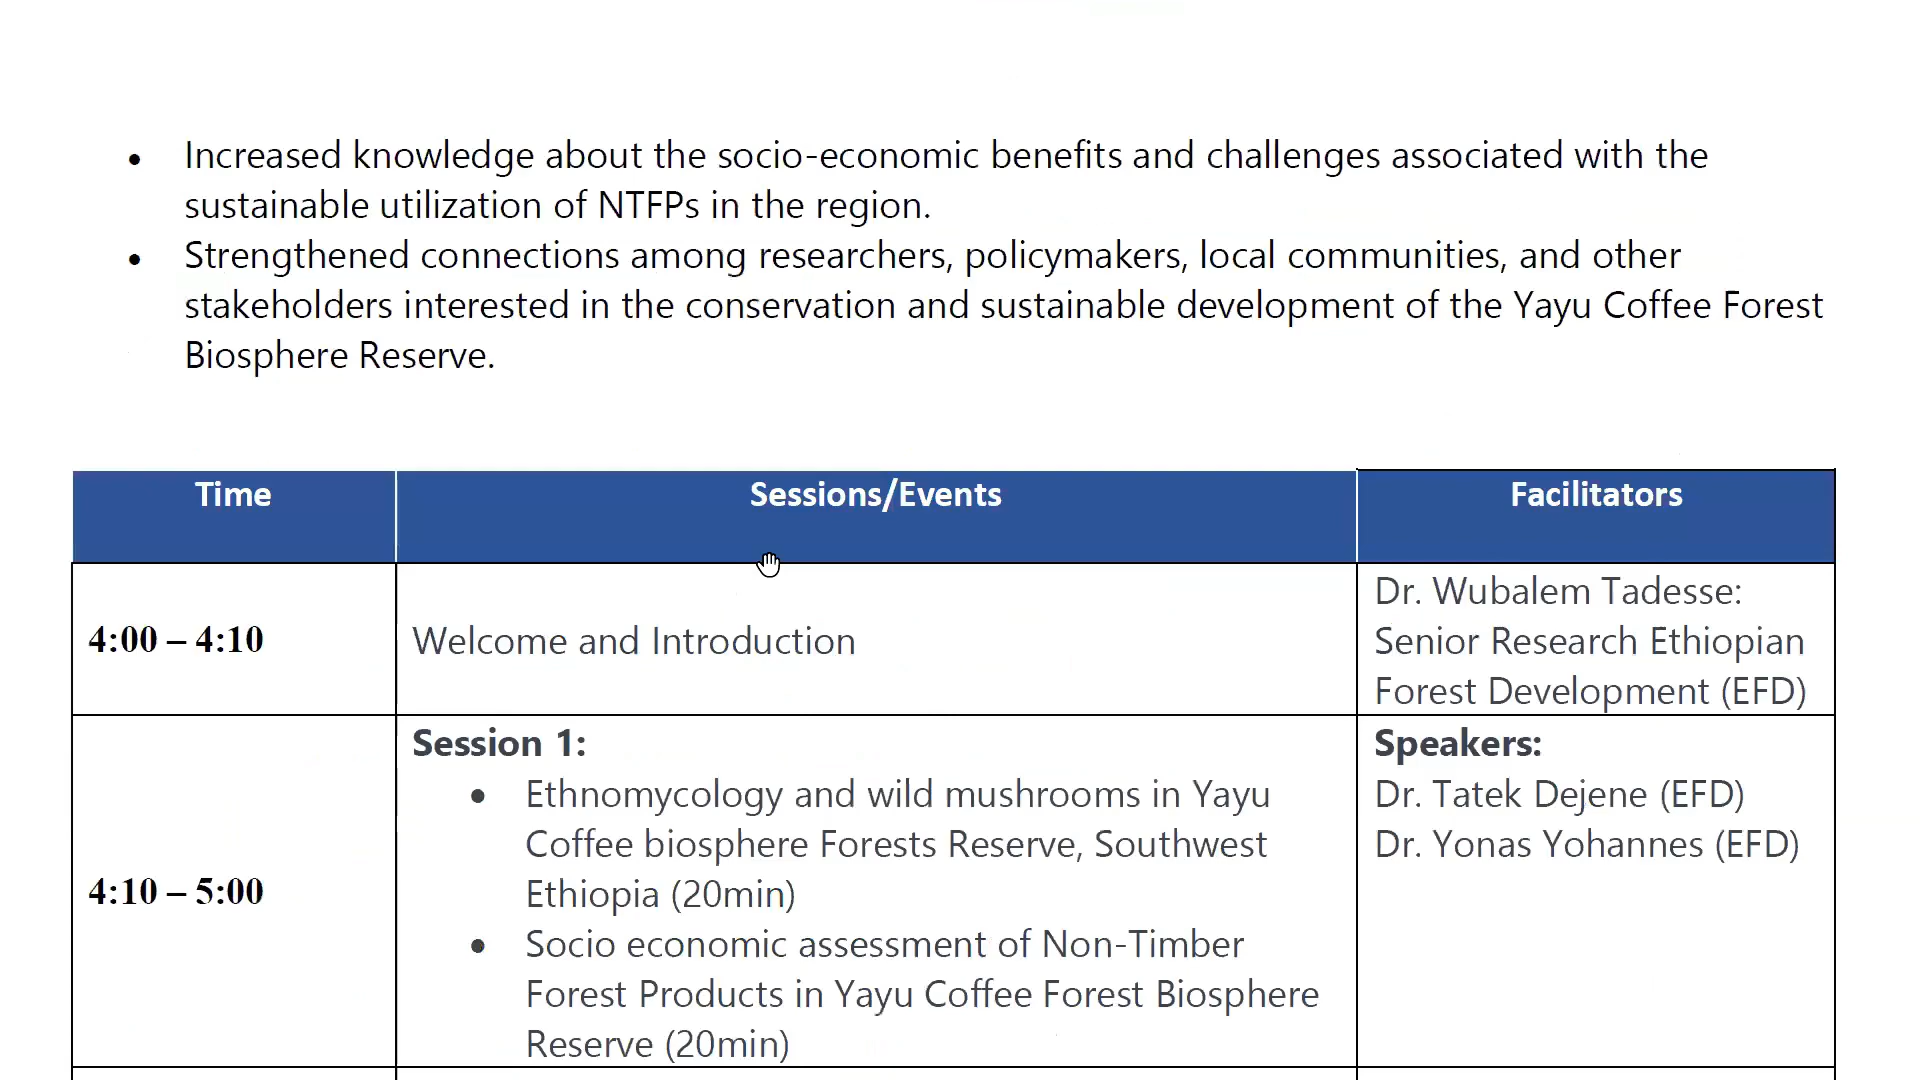 • Increased knowledge about the socio-economic benefits and challenges associated with the
sustainable utilization of NTFPs in the region.
• Strengthened connections among researchers, policymakers, local communities, and other
stakeholders interested in the conservation and sustainable development of the Yayu Coffee Forest
Biosphere Reserve.
Time
Sessions/Events
Facilitators
4:00 – 4:10
Welcome and Introduction
Dr. Wubalem Tadesse:
Senior Research Ethiopian
Forest Development (EFD)
4:10 – 5:00
Session 1:
• Ethnomycology and wild mushrooms in Yayu
Coffee biosphere Forests Reserve, Southwest
Ethiopia (20min)
• Socio economic assessment of Non-Timber
Forest Products in Yayu Coffee Forest Biosphere
Reserve (20min)
Speakers:
Dr. Tatek Dejene (EFD)
Dr. Yonas Yohannes (EFD)